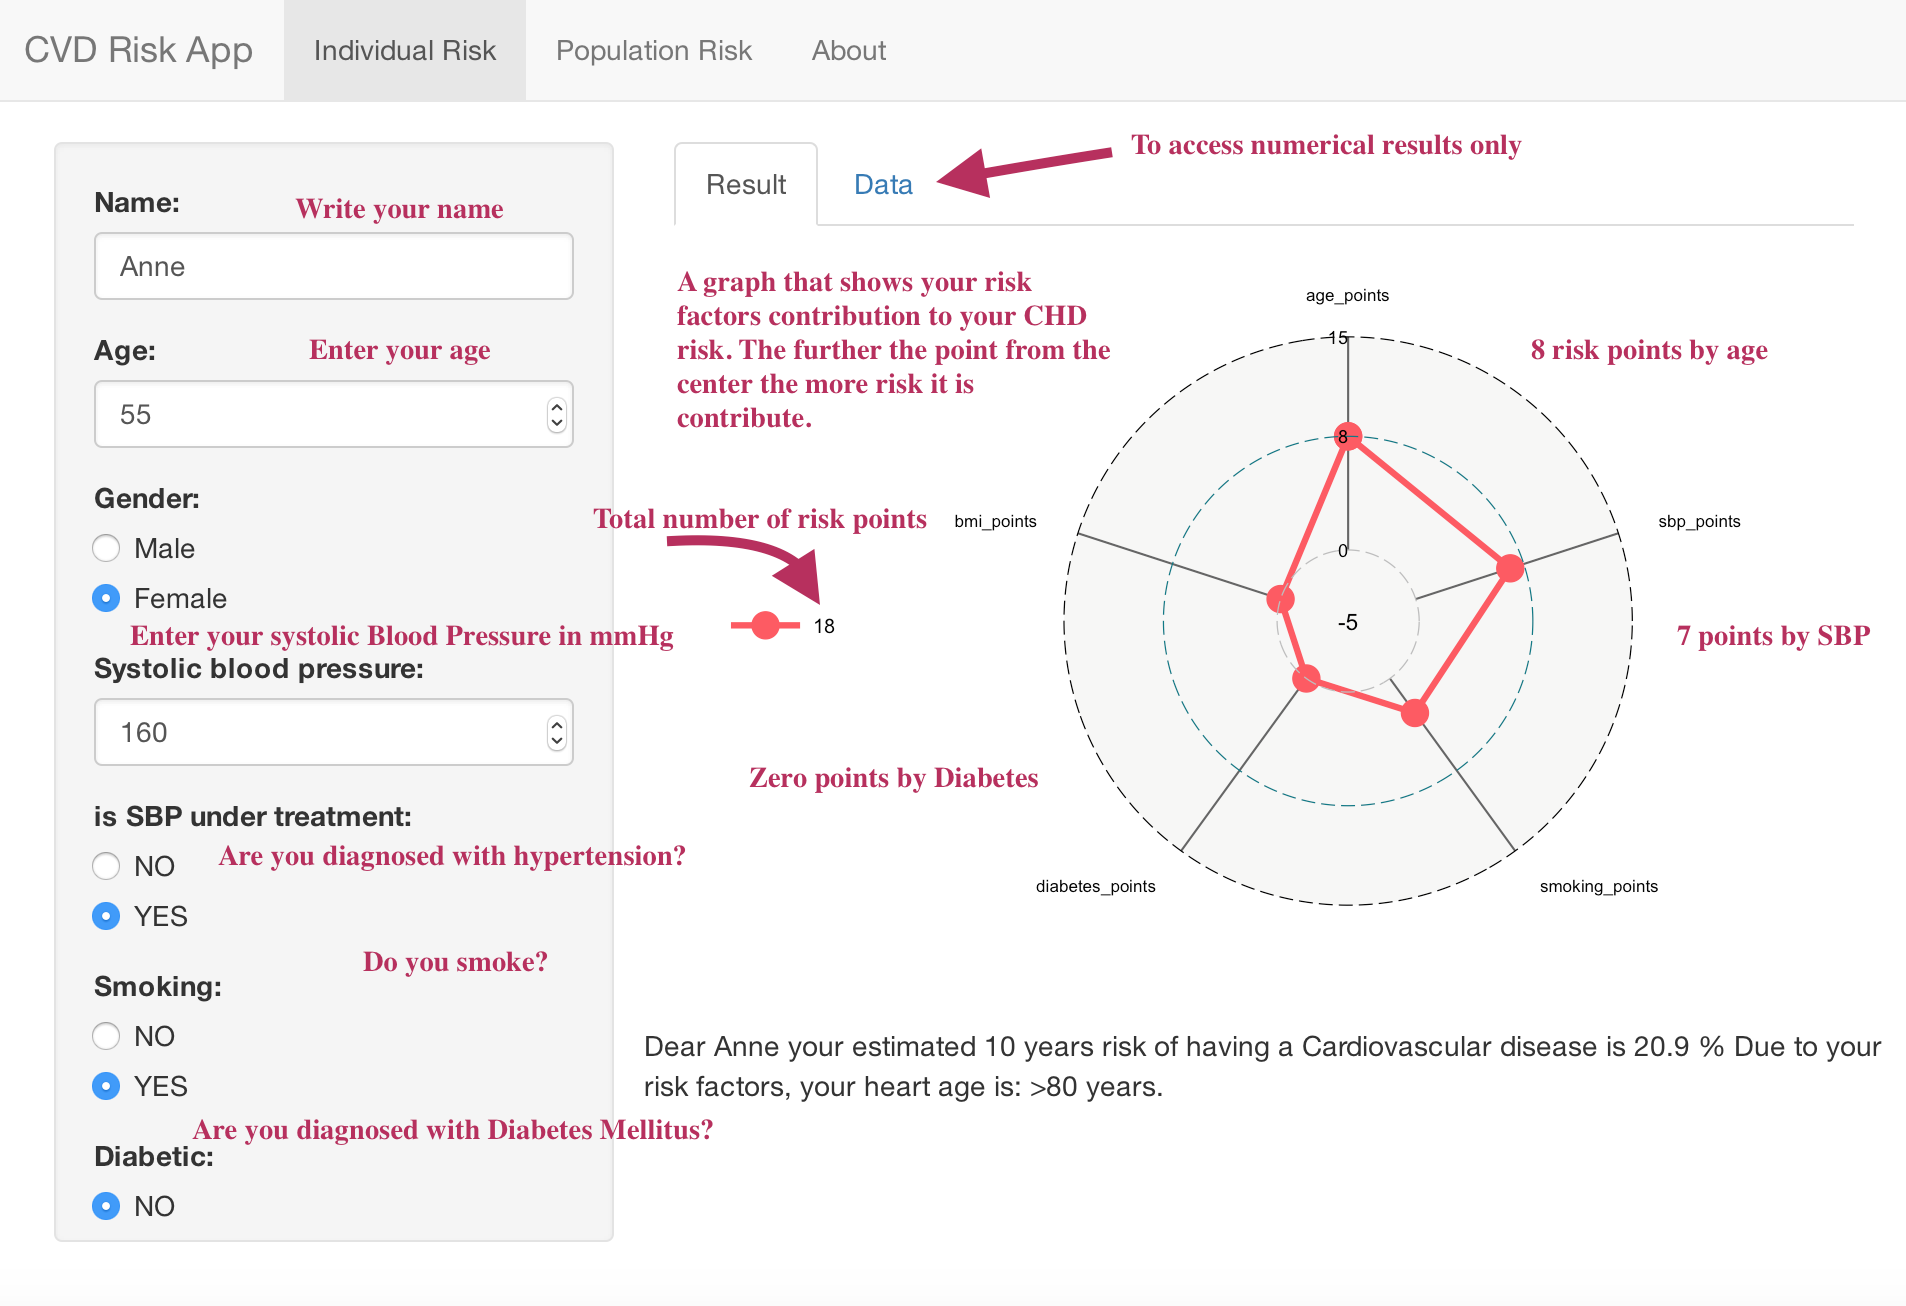 CVD Risk App
Individual Risk
Population Risk
About
Name:
Write your name
Anne
Age:
Enter your age
55
Gender:
Male
Female
Enter your systolic Blood Pressure in mmHg
Systolic blood pressure:
160
is SBP under treatment:
NO
Are you diagnosed with hypertension?
YES
Do you smoke?
Smoking:
NO
YES
Are you diagnosed with Diabetes Mellitus?
Diabetic:
NO
Result
Data
To access numerical results only
A graph that shows your risk
factors contribution to your CHD
risk. The further the point from the
center the more risk it is
contribute.
Total number of risk points
18
age_points
15
8 risk points by age
8
bmi_points
sbp_points
0
-5
7 points by SBP
Zero points by Diabetes
diabetes_points
smoking_points
Dear Anne your estimated 10 years risk of having a Cardiovascular disease is 20.9 % Due to your
risk factors, your heart age is: >80 years.